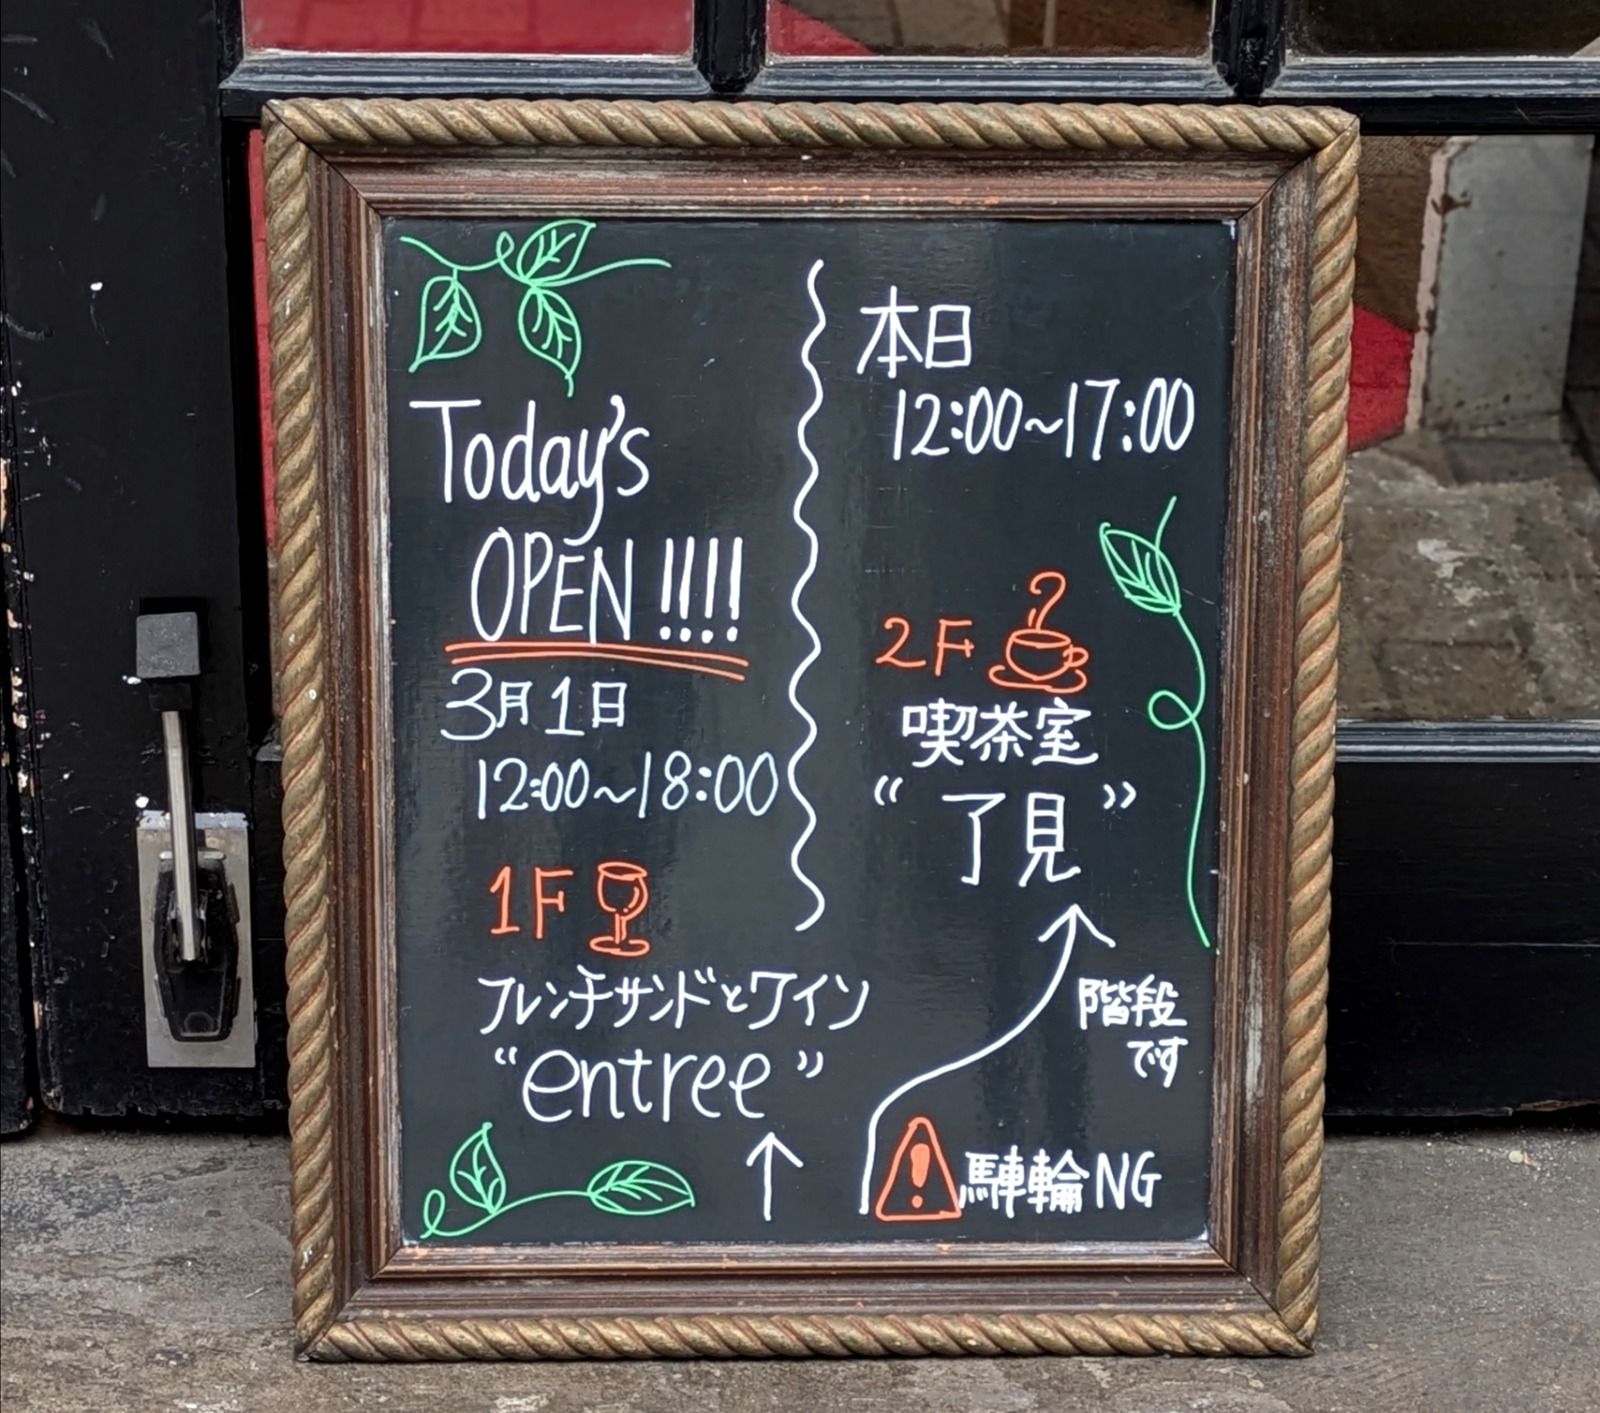 Today's
OPEN !!!!
3月1日
12:00~18:00
1F
フレンチサンドとワイン
"entree"
本日
12:00~17:00
2F
喫茶室
"了見"
階段
です
駐輪NG